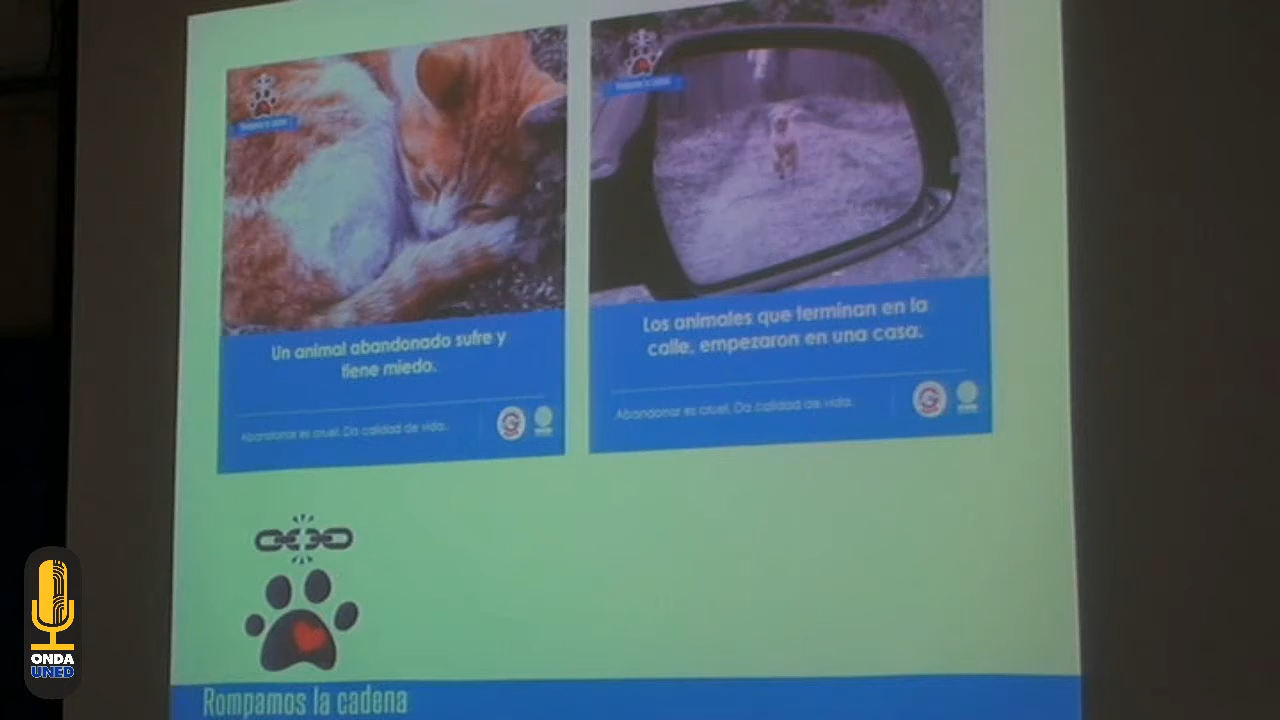 Un animal abandonado sufre y
tiene miedo.
Abandonar es cruel. Da calidad de vida.
Los animales que terminan en la
calle, empezaron en una casa.
Abandonar es cruel. Da calidad de vida.
Rompamos la cadena
ONDA
UNED